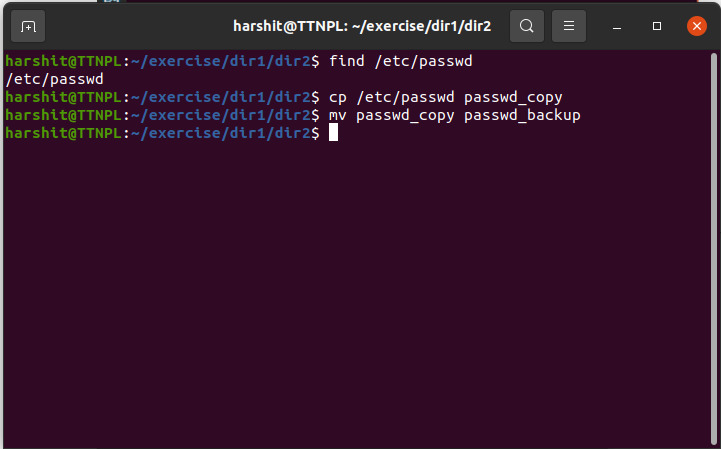 harshit@TTNPL: ~/exercise/dir1/dir2
harshit@TTNPL:~/exercise/dir1/dir2$ find /etc/passwd
/etc/passwd
harshit@TTNPL:~/exercise/dir1/dir2$ cp /etc/passwd passwd_copy
harshit@TTNPL:~/exercise/dir1/dir2$ mv passwd_copy passwd_backup
harshit@TTNPL:~/exercise/dir1/dir2$